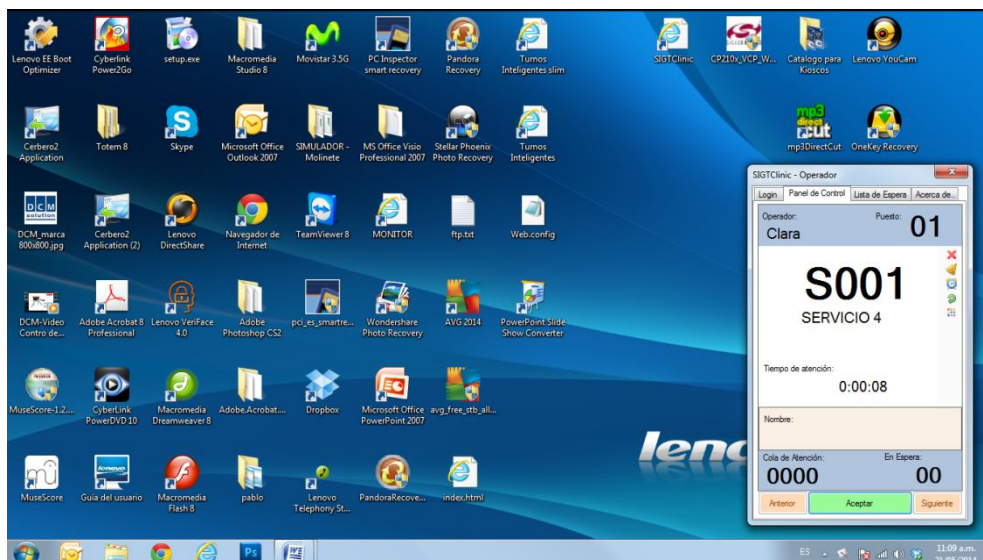 Lenovo EE Boot
Optimizer
Cyberlink
Power2Go
setup.exe
Macromedia
Studio 8
Movistar 3.5G
PC Inspector
smart recovery
Pandora
Recovery
Turnos
Inteligentes slim
SIGTClinic
CP210x_VCP_W...
Catalogo para
Kioscos
Lenovo YouCam
Cerbero2
Application
Totem 8
Skype
Microsoft Office
Outlook 2007
SIMULADOR -
Molinete
MS Office Visio
Professional 2007
Stellar Phoenix
Photo Recovery
Turnos
Inteligentes
mp3
direct
cut
mp3DirectCut
OneKey Recovery
DCM
solution
DCM_marca
800x800.jpg
Cerbero2
Application (2)
Lenovo
DirectShare
Navegador de
Internet
TeamViewer 8
MONITOR
ftp.txt
Web.config
DCM-Video
Contro de...
Adobe Acrobat 8
Professional
Lenovo VeriFace
4.0
Adobe
Photoshop CS2
pci_es_smartre...
Wondershare
Photo Recovery
AVG 2014
PowerPoint Slide
Show Converter
MuseScore-1.2....
CyberLink
PowerDVD 10
Macromedia
Dreamweaver 8
Adobe.Acrobat....
Dropbox
Microsoft Office
PowerPoint 2007
avg_free_stb_all...
MuseScore
Guia del usuario
Macromedia
Flash 8
pablo
Lenovo
Telephony St...
PandoraRecove...
index.html
SIGTClinic - Operador
Login
Panel de Control
Lista de Espera
Acerca de..
Operador:
Puesto:
Clara
01
S001
SERVICIO 4
Tiempo de atención:
0:00:08
Nombre:
Cola de Atención:
En Espera:
0000
00
Anterior
Aceptar
Siguiente
Ps
ES
11:09 a.m.